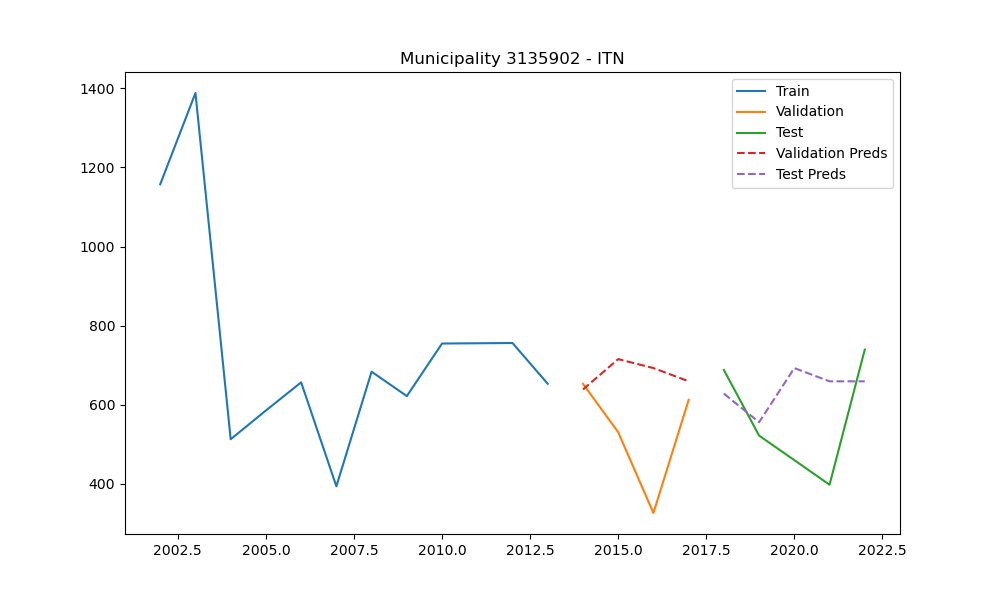 Municipality 3135902 - ITN
1400
1200
1000
800
600
400
2002.5 2005.0 2007.5 2010.0 2012.5 2015.0 2017.5 2020.0 2022.5
Train
Validation
Test
Validation Preds
Test Preds